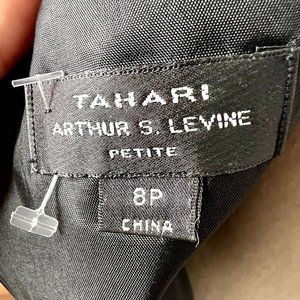 TAHARI
ARTHUR S. LEVINE
PETITE
8P
CHINA